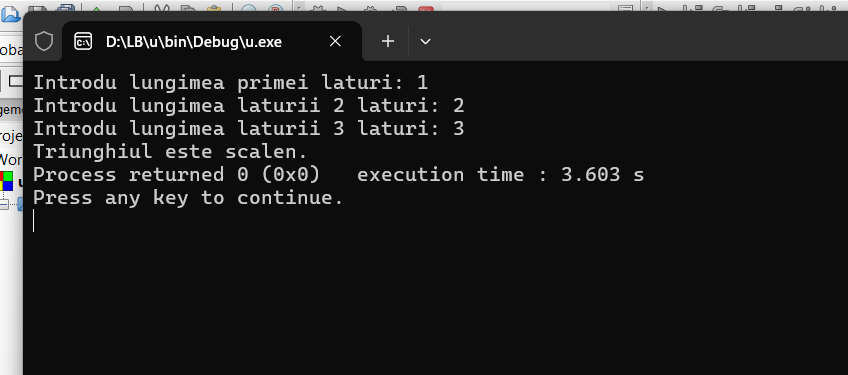 D:\LB\u\bin\Debug\u.exe
Introdu lungimea primei laturi: 1
Introdu lungimea laturii 2 laturi: 2
Introdu lungimea laturii 3 laturi: 3
Triunghiul este scalen.
Process returned 0 (0x0)   execution time : 3.603 s
Press any key to continue.